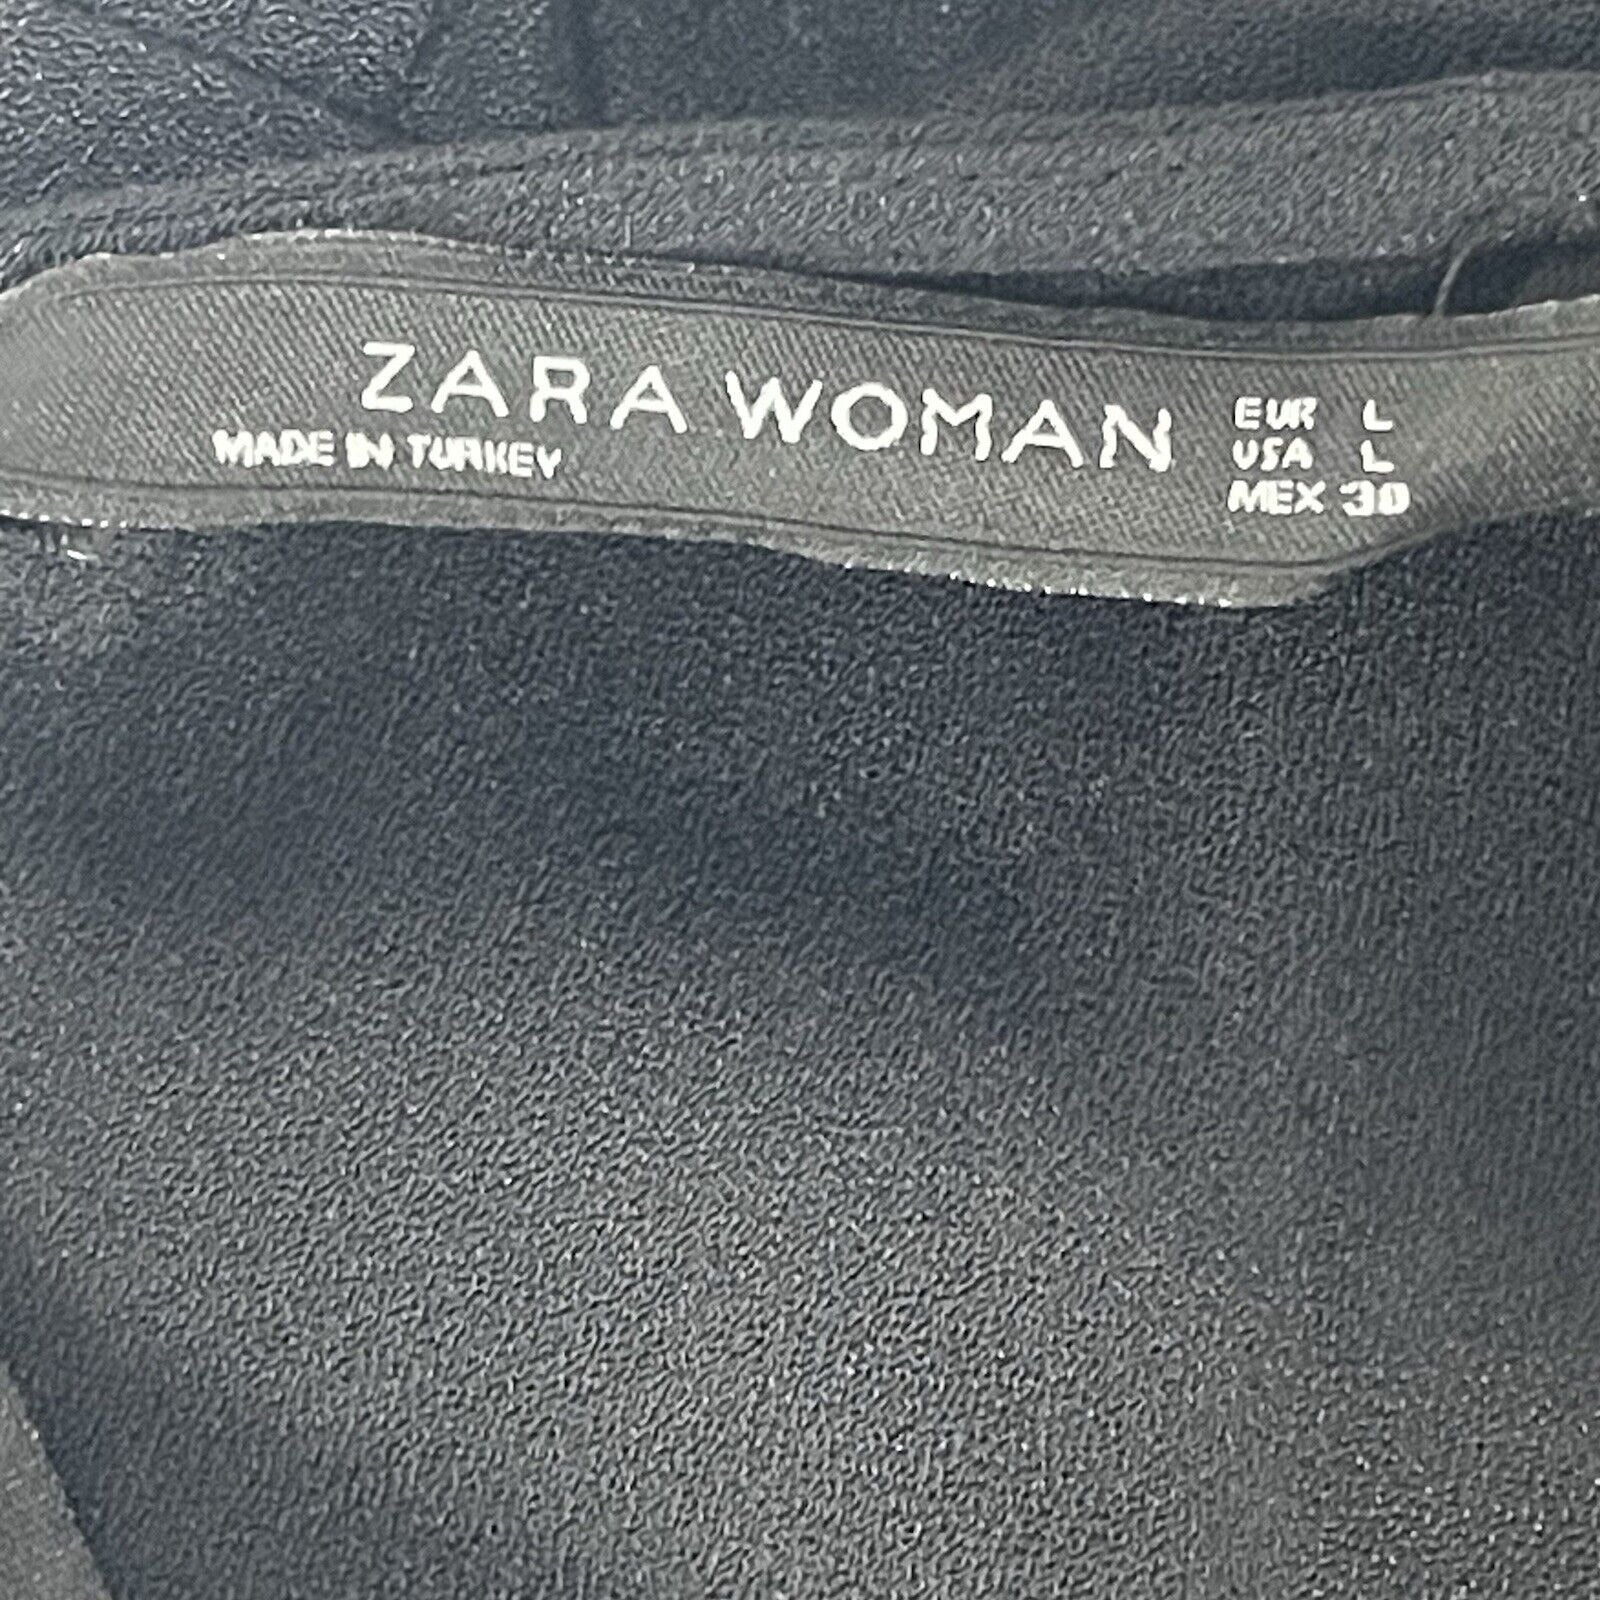 ZARA WOMAN
MADE IN TURKEY
EUR L
USA L
MEX 30